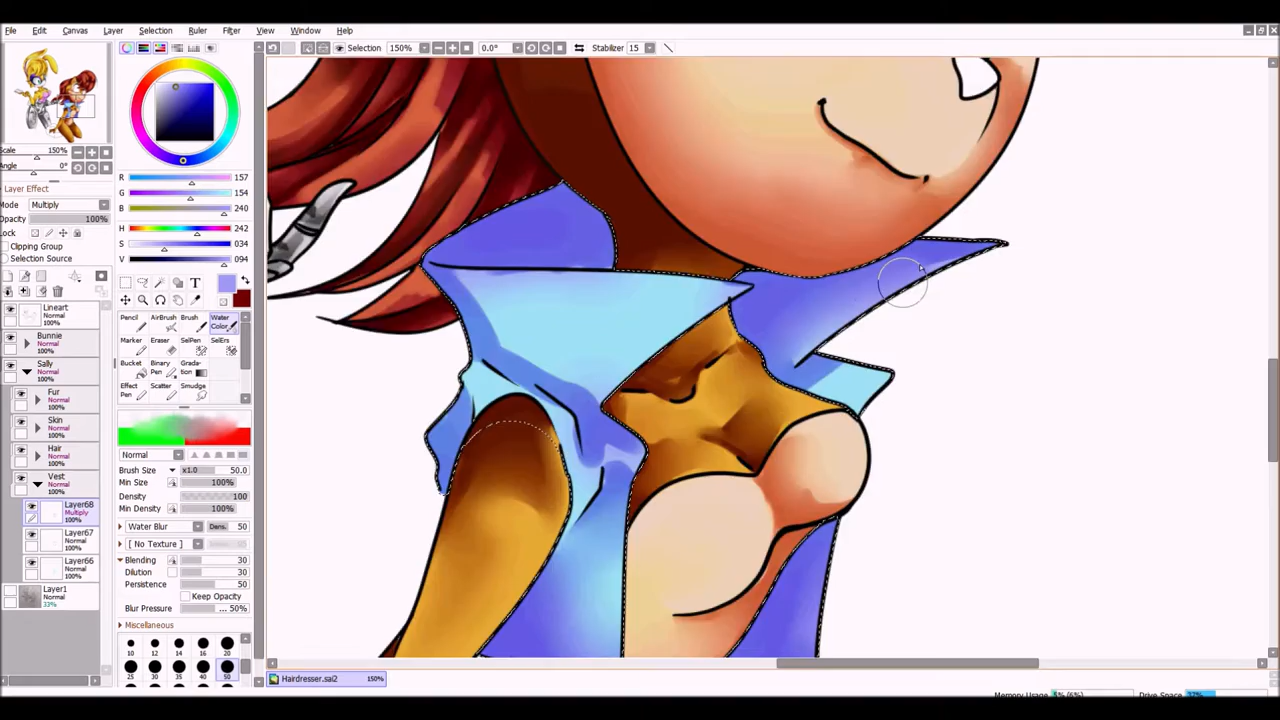 File Edit Canvas Layer Selection Ruler Filter View Window Help
Selection 150% 0.0° Stabilizer 15
Scale
150%
Angle
0°
Layer Effect
Mode Multiply
Opacity 100%
Lock
Clipping Group
Selection Source
Lineart
Normal
100%
Bunnie
Normal
100%
Sally
Normal
100%
Fur
Normal
100%
Skin
Normal
100%
Hair
Normal
100%
Vest
Normal
100%
Layer68
Multiply
100%
Layer67
Normal
100%
Layer66
Normal
100%
Layer1
33%
R 157
G 154
B 240
H 242
S 034
V 094
T
Pencil AirBrush Brush Water Color
Marker Eraser SelPen SelErs
Bucket Binary Pen Gradation
Effect Pen Scatter Smudge
Normal
Brush Size x1.0 50.0
Min Size 100%
Density 100
Min Density 100%
Water Blur Dens. 50
[ No Texture ]
Blending 30
Dilution 30
Persistence 50
Keep Opacity
Blur Pressure ... 50%
Miscellaneous
10 12 14 16 20
25 30 35 40 50
Hairdresser.sai2 150%
Memory Usage
Drive Space